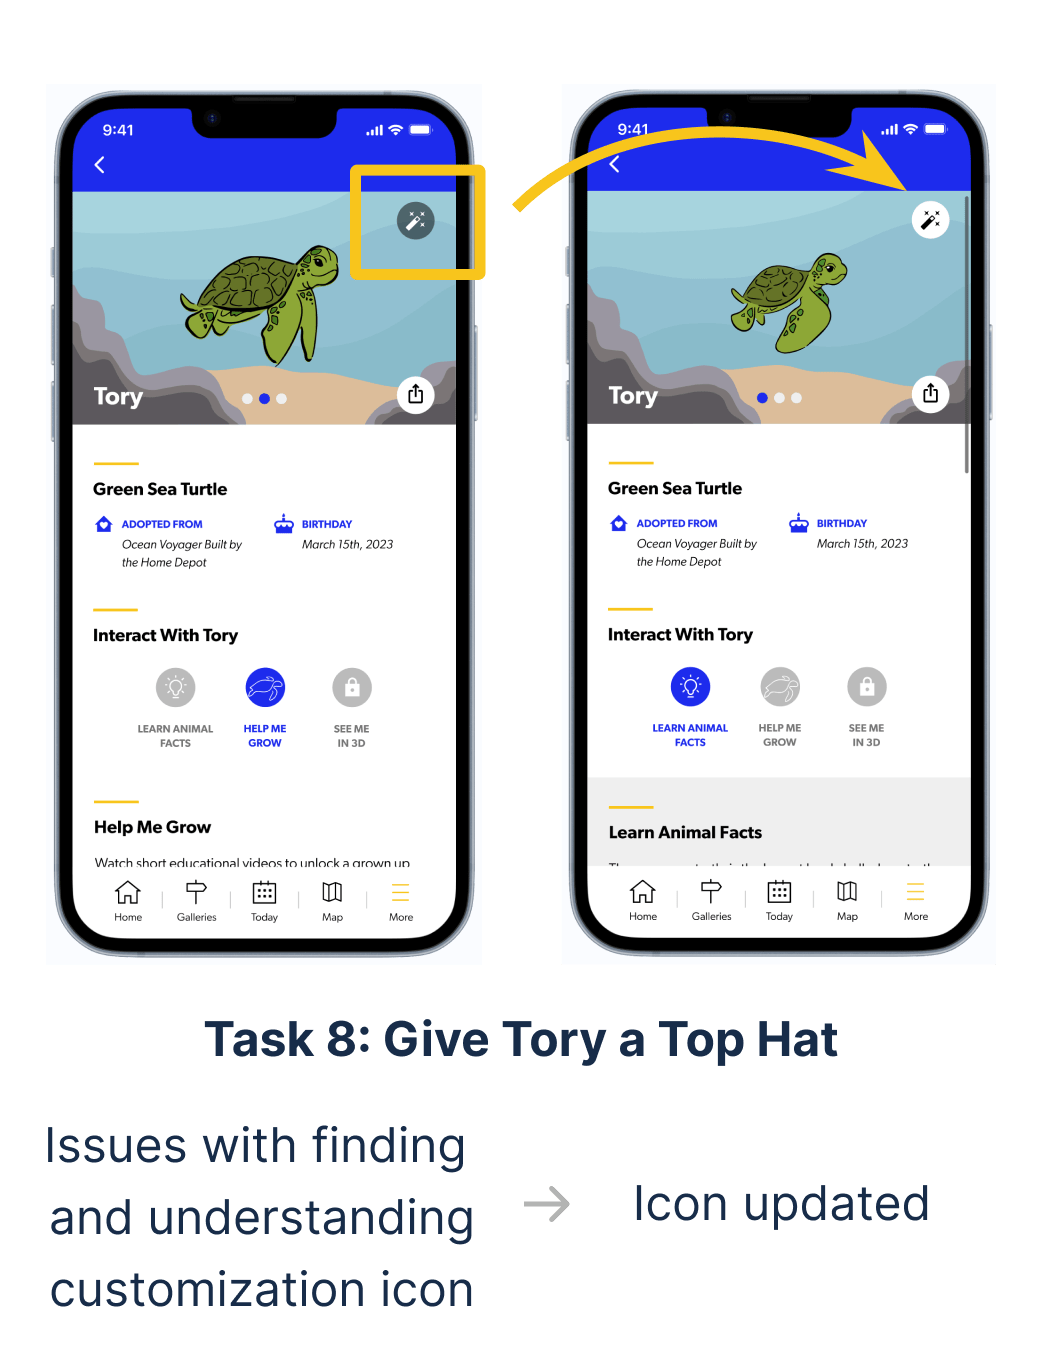 9:41
Tory
Green Sea Turtle
ADOPTED FROM
Ocean Voyager Built by
the Home Depot
BIRTHDAY
March 15th, 2023
Interact With Tory
LEARN ANIMAL
FACTS
HELP ME
GROW
SEE ME
IN 3D
Help Me Grow
Watch short educational videos to unlock a grown up
Home
Galleries
Today
Map
More
9:41
Tory
Green Sea Turtle
ADOPTED FROM
Ocean Voyager Built by
the Home Depot
BIRTHDAY
March 15th, 2023
Interact With Tory
LEARN ANIMAL
FACTS
HELP ME
GROW
SEE ME
IN 3D
Learn Animal Facts
Home
Galleries
Today
Map
More
Task 8: Give Tory a Top Hat
Issues with finding
and understanding
customization icon
→
Icon updated